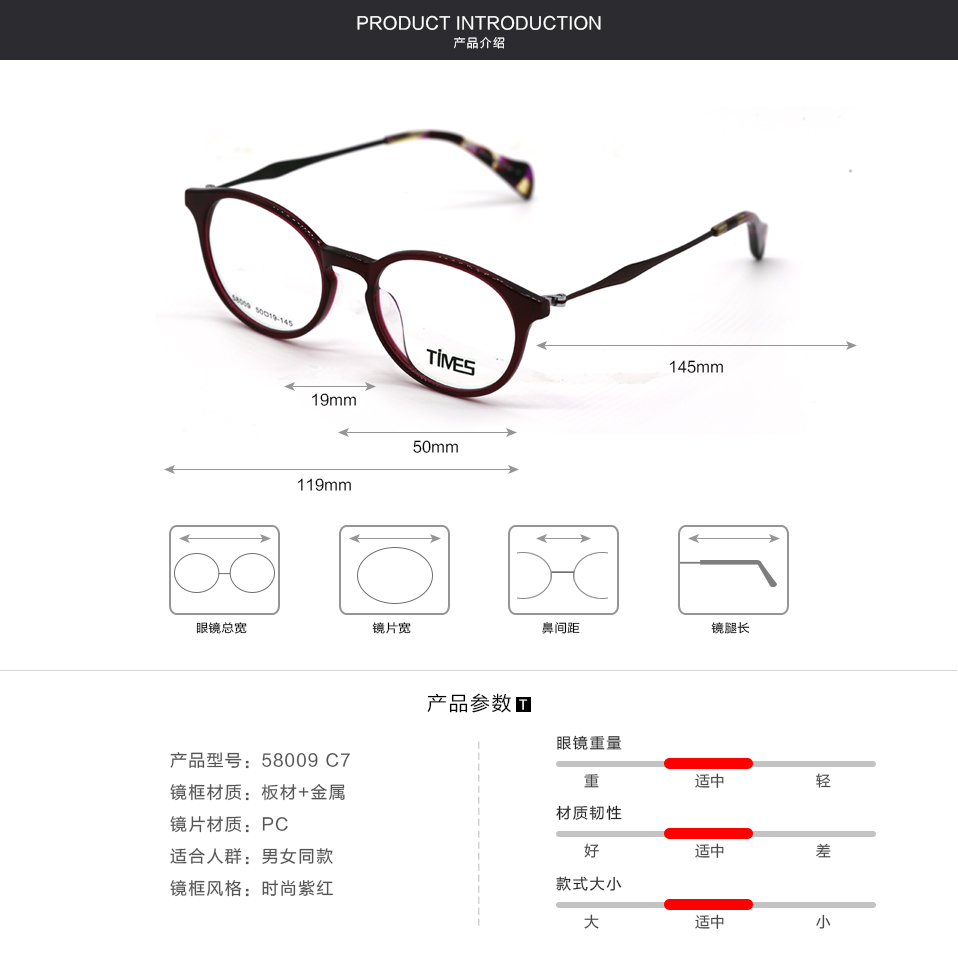 PRODUCT INTRODUCTION
产品介绍
58009 50□19-145
TIMES
145mm
19mm
50mm
119mm
眼镜总宽
镜片宽
鼻间距
镜腿长
产品参数 T
产品型号：58009 C7
镜框材质：板材+金属
镜片材质：PC
适合人群：男女同款
镜框风格：时尚紫红
眼镜重量
重 适中 轻
材质韧性
好 适中 差
款式大小
大 适中 小